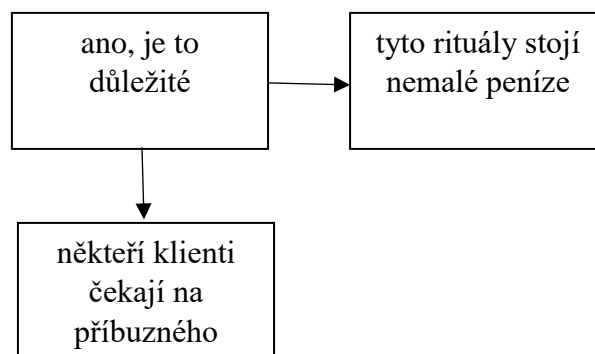 ano, je to
důležité
tyto rituály stojí
nemalé peníze
někteří klienti
čekají na
příbuzného